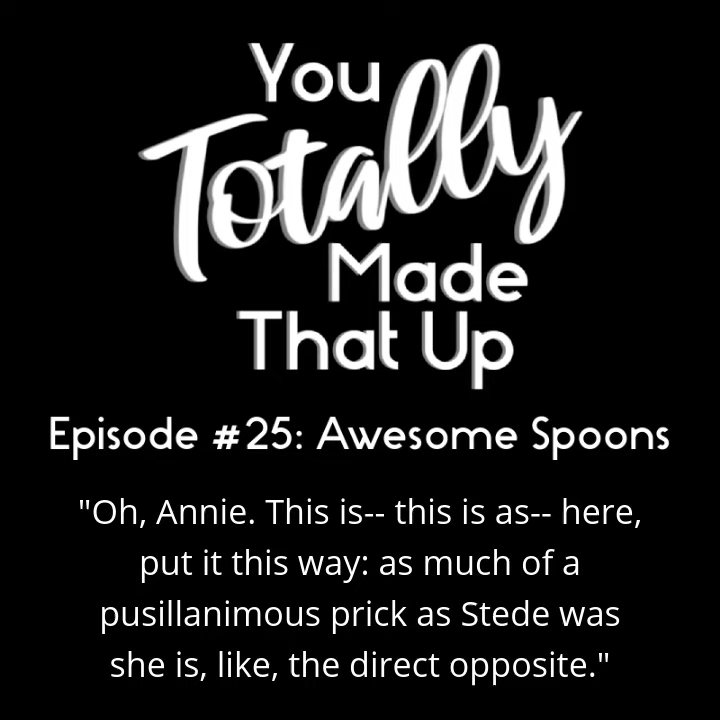 You
Totally
Made
That Up
Episode #25: Awesome Spoons
"Oh, Annie. This is-- this is as-- here,
put it this way: as much of a
pusillanimous prick as Stede was
she is, like, the direct opposite."